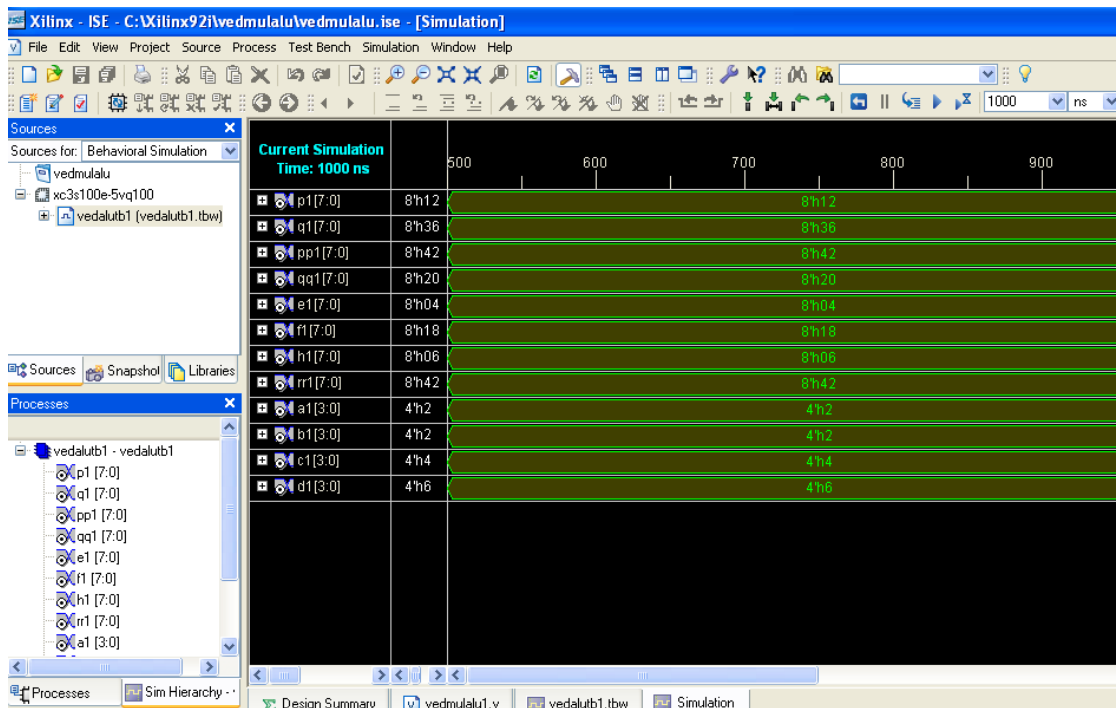 Xilinx - ISE - C:\Xilinx92i\vedmulalu\vedmulalu.ise - [Simulation]
File Edit View Project Source Process Test Bench Simulation Window Help
1000 ns
Sources
Sources for: Behavioral Simulation
vedmulalu
xc3s100e-5vq100
vedalutb1 (vedalutb1.tbw)
Sources Snapshot Libraries
Processes
vedalutb1 - vedalutb1
p1 [7:0]
q1 [7:0]
pp1 [7:0]
qq1 [7:0]
e1 [7:0]
f1 [7:0]
h1 [7:0]
rr1 [7:0]
a1 [3:0]
Processes Sim Hierarchy -
Current Simulation
Time: 1000 ns
500 600 700 800 900
p1[7:0] 8'h12 8'h12
q1[7:0] 8'h36 8'h36
pp1[7:0] 8'h42 8'h42
qq1[7:0] 8'h20 8'h20
e1[7:0] 8'h04 8'h04
f1[7:0] 8'h18 8'h18
h1[7:0] 8'h06 8'h06
rr1[7:0] 8'h42 8'h42
a1[3:0] 4'h2 4'h2
b1[3:0] 4'h2 4'h2
c1[3:0] 4'h4 4'h4
d1[3:0] 4'h6 4'h6
Design Summary vedmulalu1.v vedalutb1.tbw Simulation